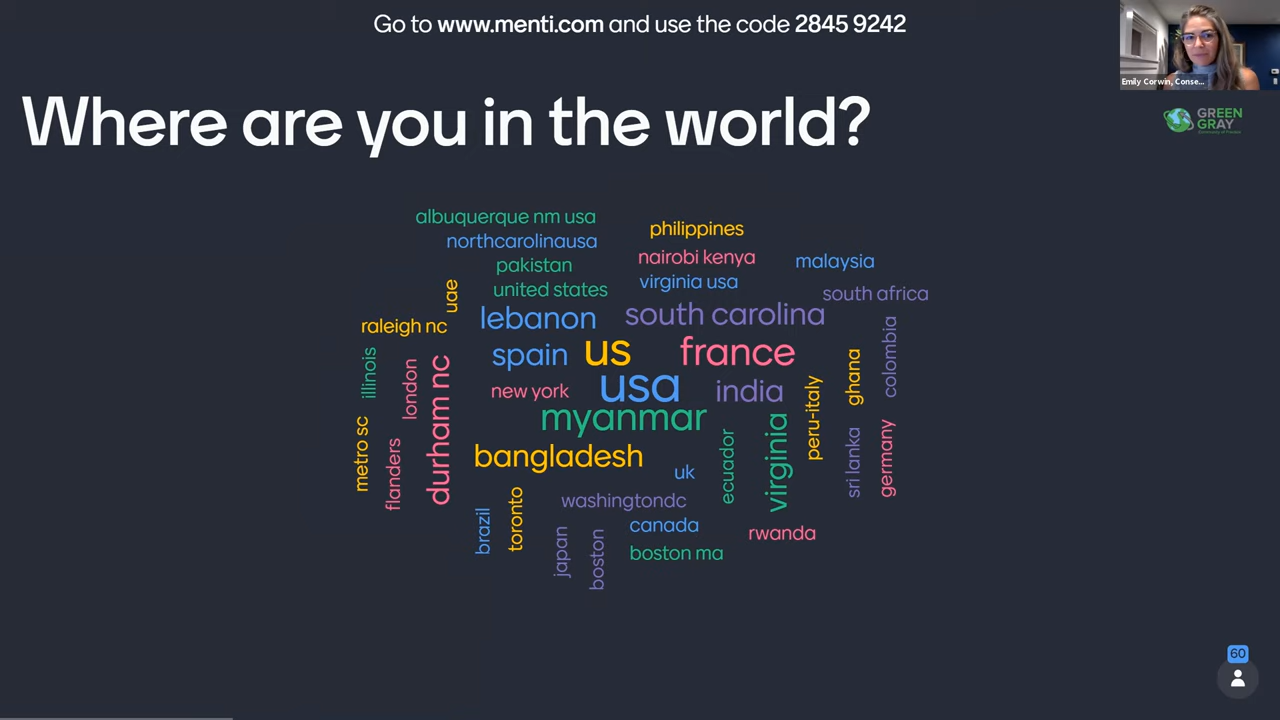 Go to www.menti.com and use the code 2845 9242
Emily Corwin, Conse...
Where are you in the world?
GREEN
GRAY
Community of Practice
albuquerque nm usa
philippines
northcarolinausa
nairobi kenya
pakistan
malaysia
virginia usa
uae
united states
south africa
lebanon
south carolina
raleigh nc
colombia
illinois
spain
us
france
ghana
london
durham nc
new york
usa
india
peru-italy
metro sc
flanders
myanmar
virginia
sri lanka
germany
bangladesh
uk
ecuador
brazil
toronto
washingtondc
canada
rwanda
japan
boston
boston ma
60